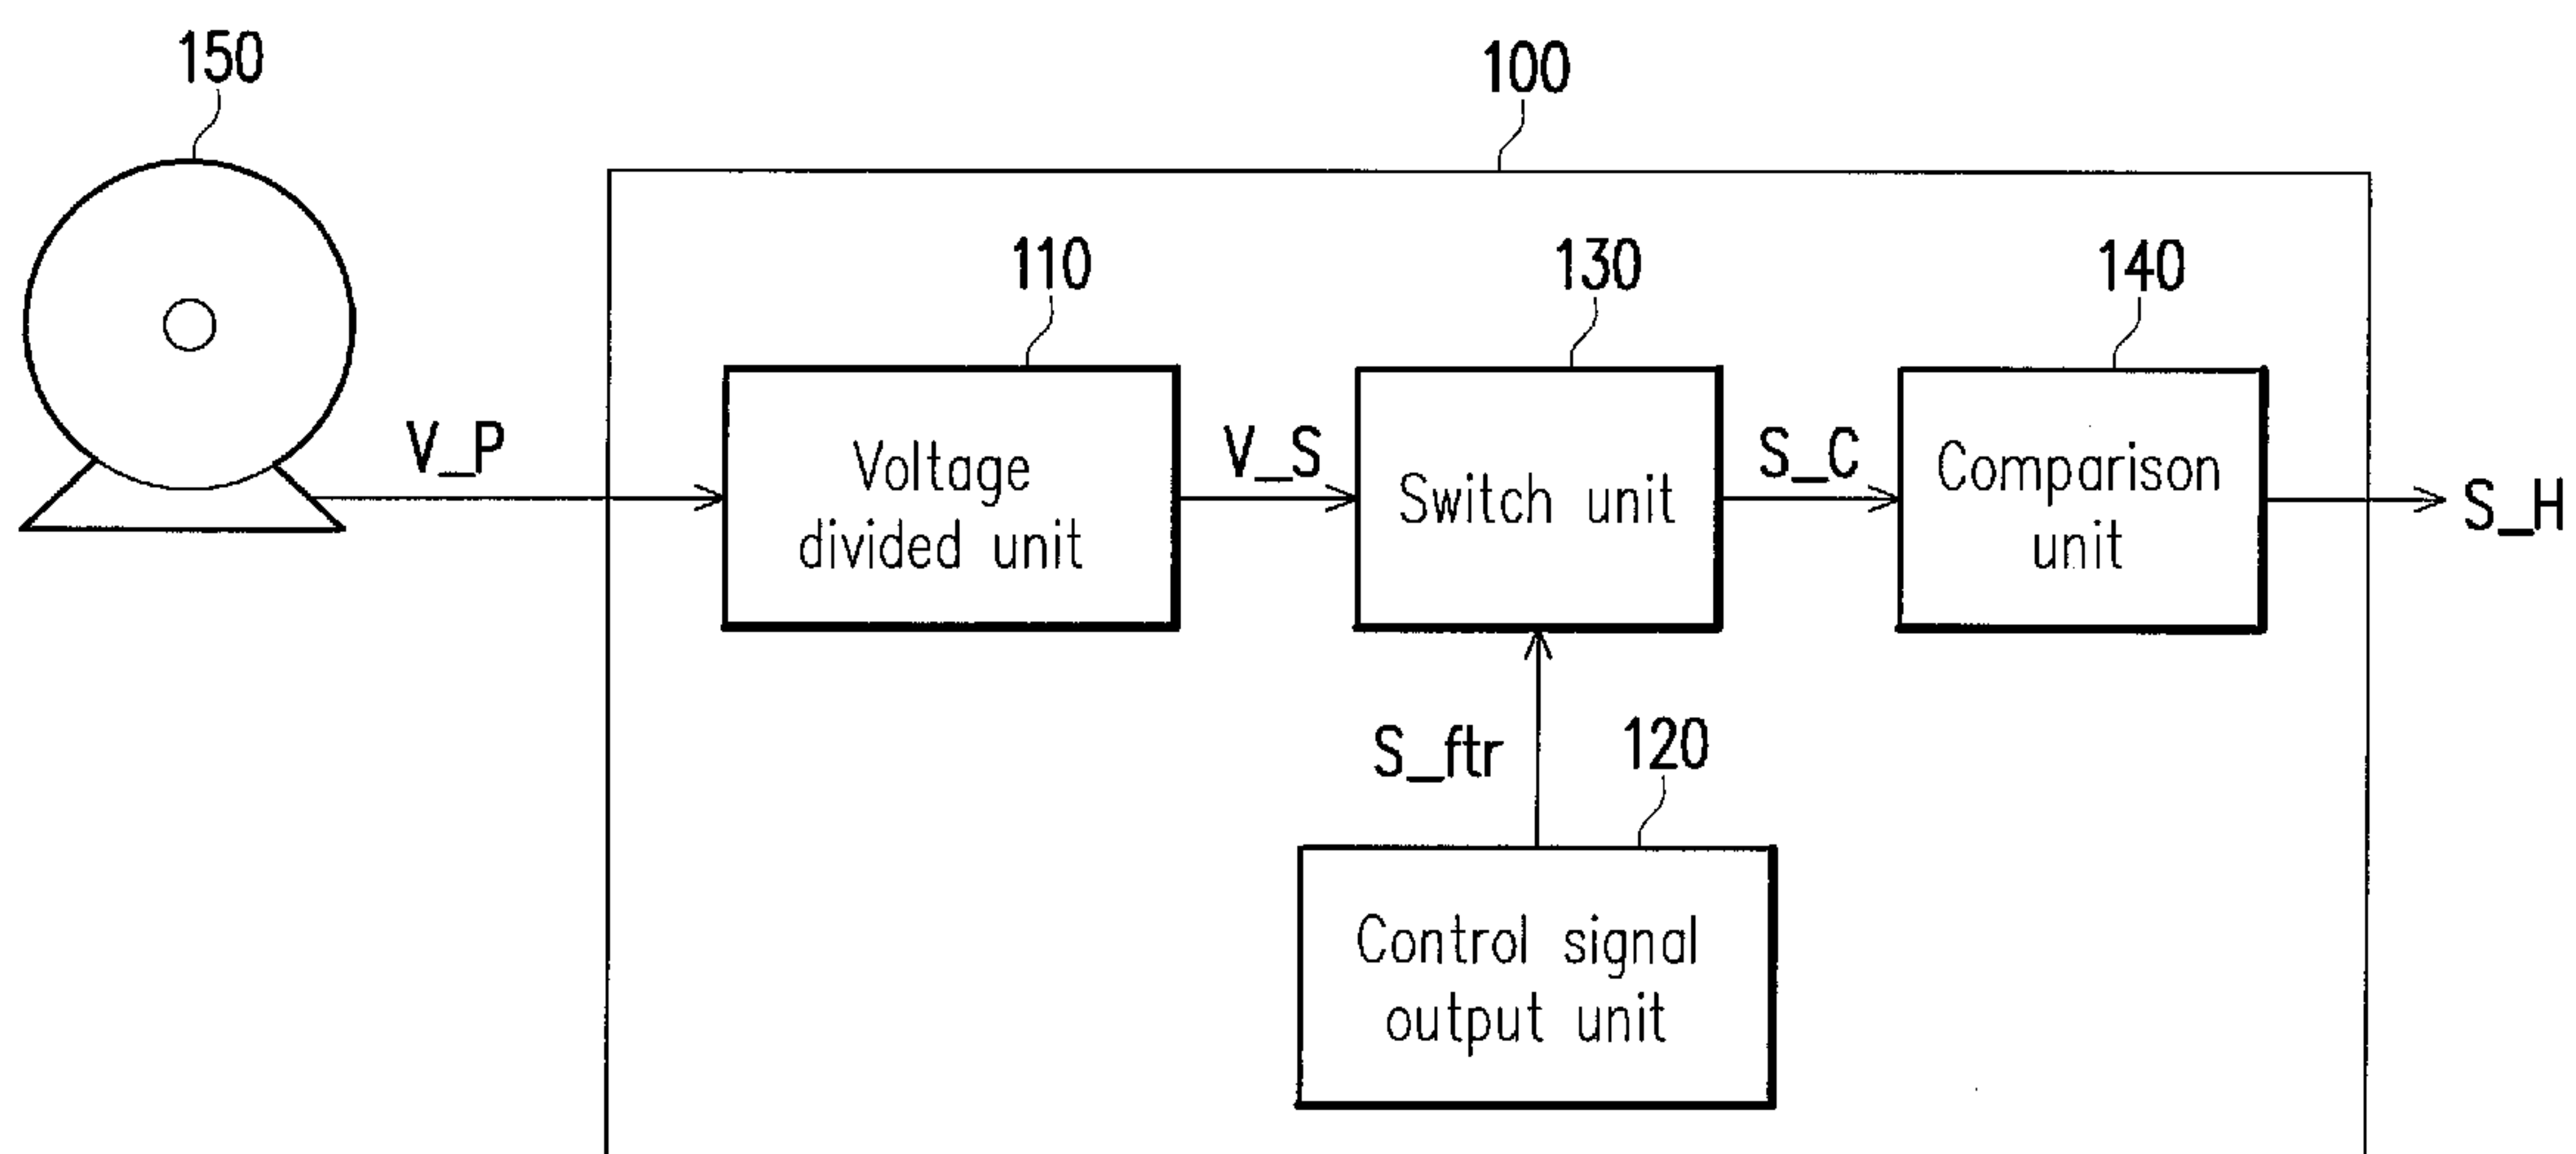 150
100
110
130
140
V_P
Voltage
divided unit
V_S
Switch unit
S_C
Comparison
unit
S_H
S_ftr
120
Control signal
output unit